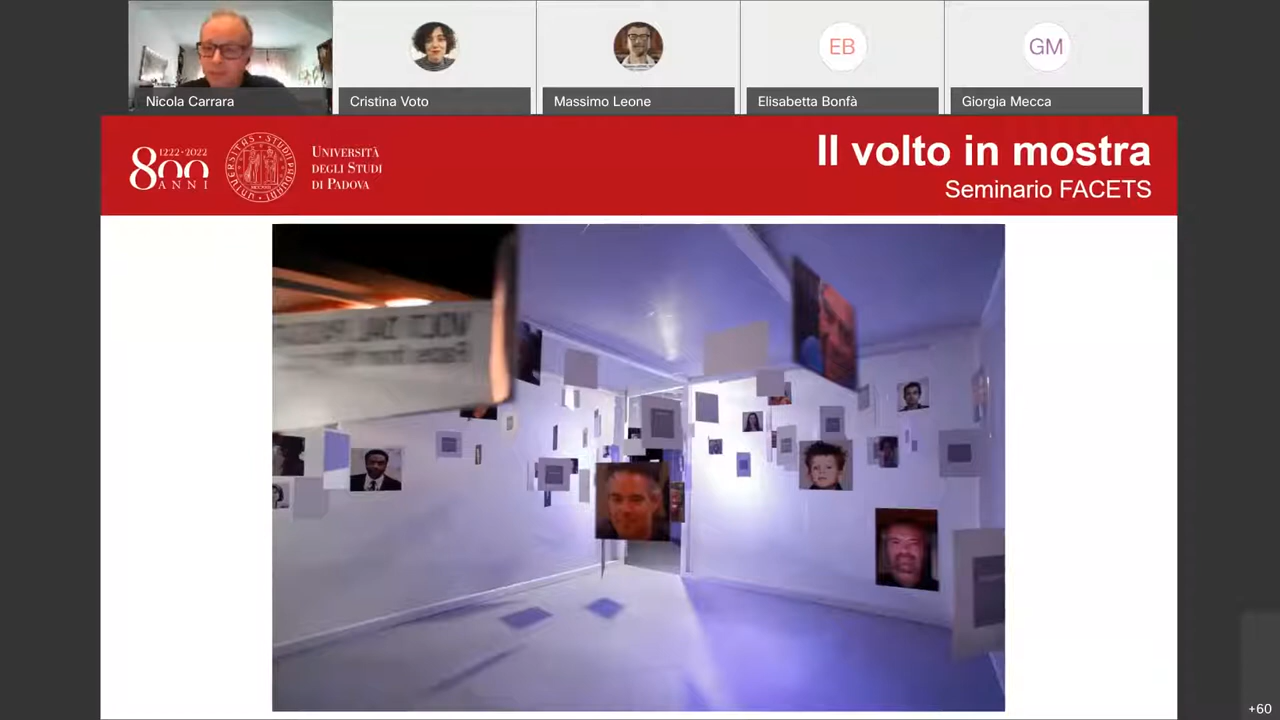 Nicola Carrara
Cristina Voto
Massimo Leone
EB
Elisabetta Bonfà
GM
Giorgia Mecca
1222·2022
800
ANNI
UNIVERSITÀ
DEGLI STUDI
DI PADOVA
Il volto in mostra
Seminario FACETS
+60